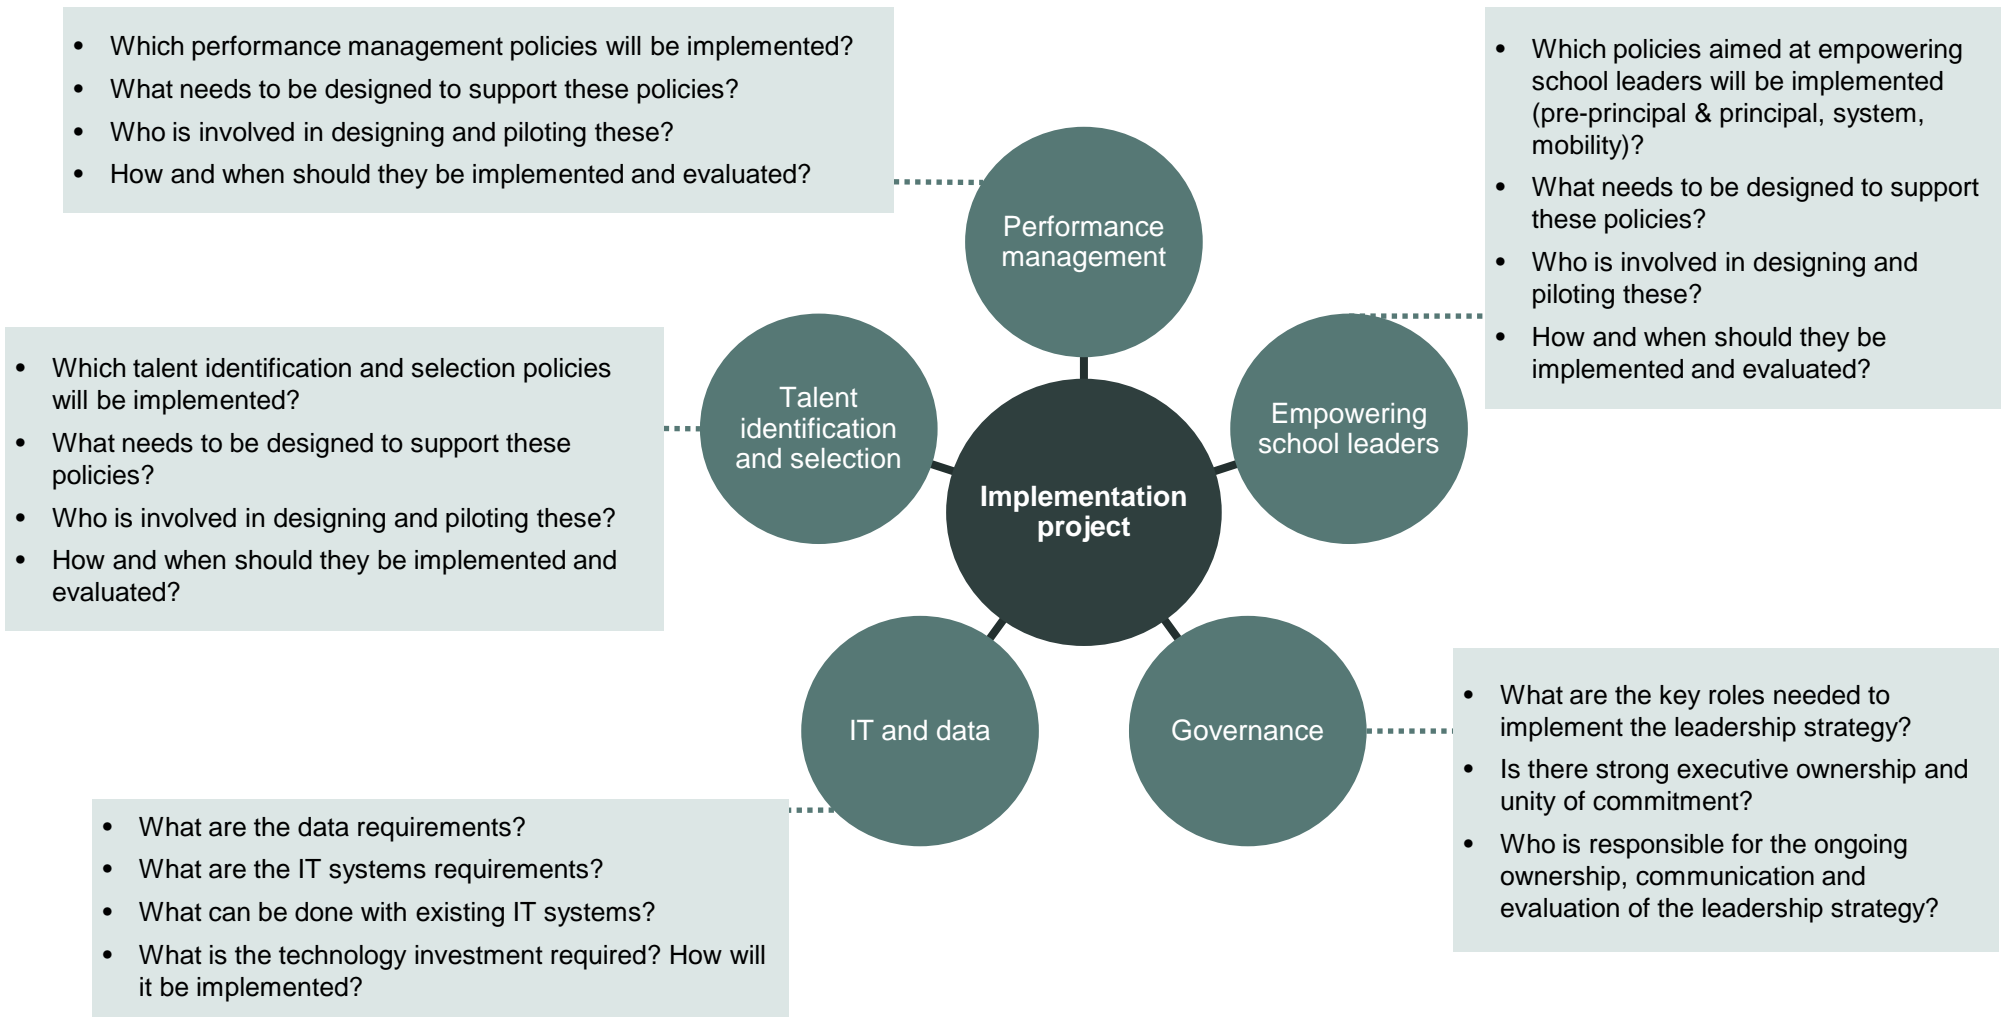 • Which performance management policies will be implemented?
• What needs to be designed to support these policies?
• Who is involved in designing and piloting these?
• How and when should they be implemented and evaluated?
• Which policies aimed at empowering
school leaders will be implemented
(pre-principal & principal, system,
mobility)?
• What needs to be designed to support
these policies?
• Who is involved in designing and
piloting these?
• How and when should they be
implemented and evaluated?
Performance
management
• Which talent identification and selection policies
will be implemented?
• What needs to be designed to support these
policies?
• Who is involved in designing and piloting these?
• How and when should they be implemented and
evaluated?
Talent
identification
and selection
Empowering
school leaders
Implementation
project
IT and data
Governance
• What are the key roles needed to
implement the leadership strategy?
• Is there strong executive ownership and
unity of commitment?
• Who is responsible for the ongoing
ownership, communication and
evaluation of the leadership strategy?
• What are the data requirements?
• What are the IT systems requirements?
• What can be done with existing IT systems?
• What is the technology investment required? How will
it be implemented?